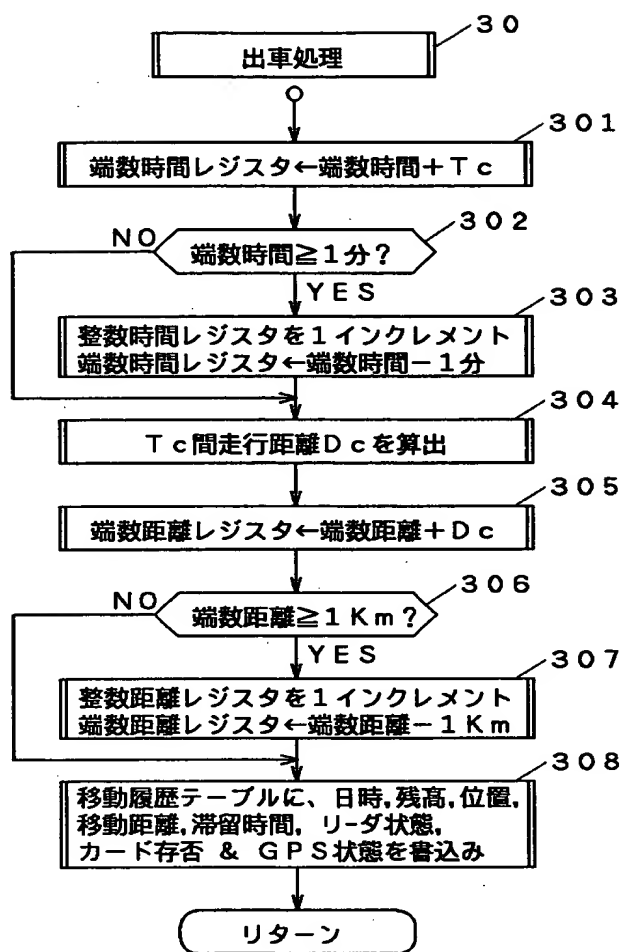 30
出車処理
301
端数時間レジスタ←端数時間+Tc
302
NO
端数時間≧1分?
YES
303
整数時間レジスタを1インクレメント
端数時間レジスタ←端数時間-1分
304
Tc間走行距離Dcを算出
305
端数距離レジスタ←端数距離+Dc
306
NO
端数距離≧1Km?
YES
307
整数距離レジスタを1インクレメント
端数距離レジスタ←端数距離-1Km
308
移動履歴テーブルに、日時,残高,位置,
移動距離,滞留時間, リーダ状態,
カード存否 & GPS状態を書込み
リターン